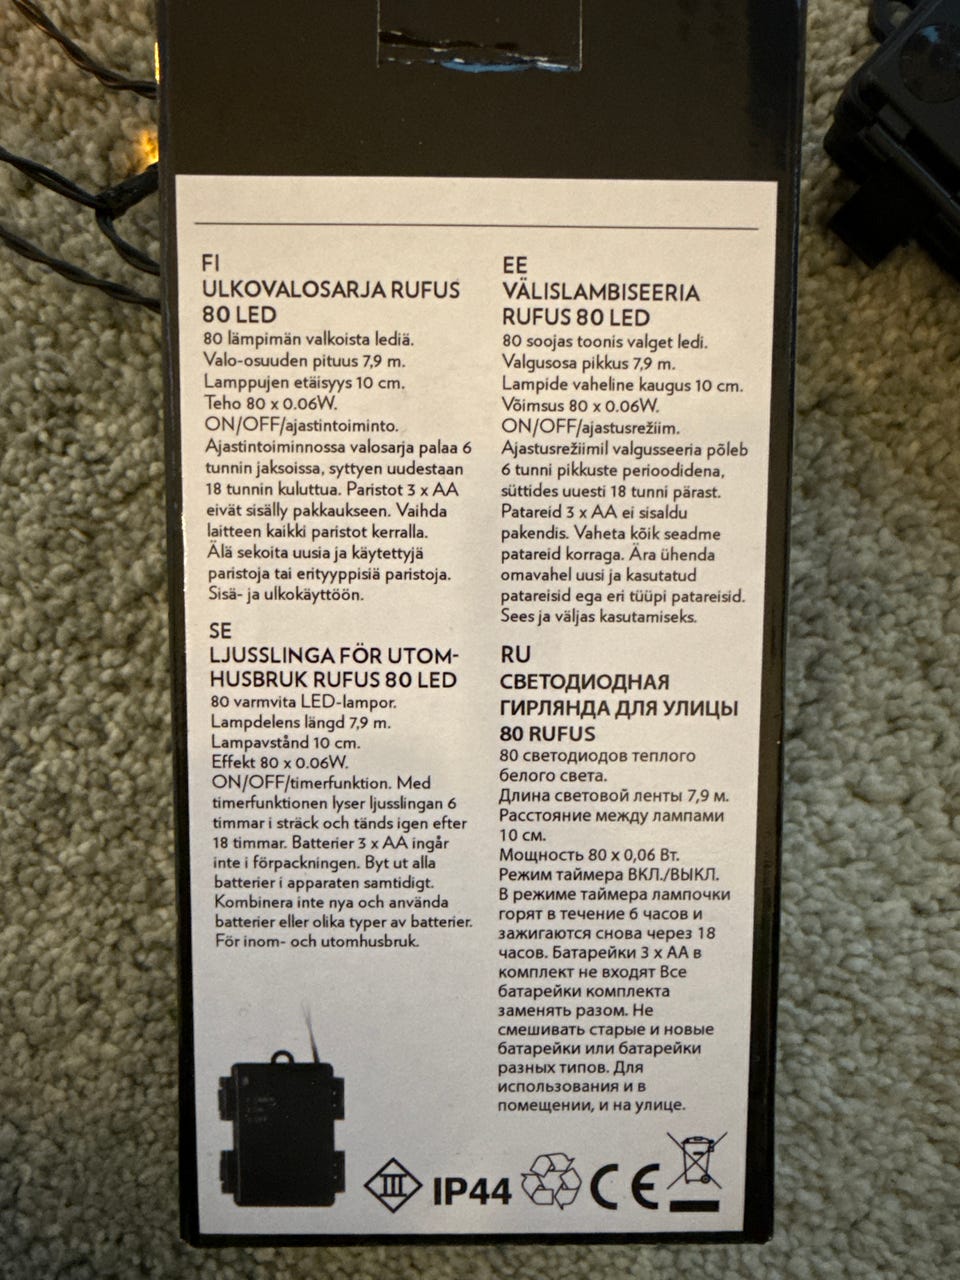 FI
ULKOVALOSARJA RUFUS
80 LED
80 lämpimän valkoista lediä.
Valo-osuuden pituus 7,9 m.
Lamppujen etäisyys 10 cm.
Teho 80 x 0.06W.
ON/OFF/ajastintoiminto.
Ajastintoiminnossa valosarja palaa 6
tunnin jaksoissa, syttyen uudestaan
18 tunnin kuluttua. Paristot 3 x AA
eivät sisälly pakkaukseen. Vaihda
laitteen kaikki paristot kerralla.
Älä sekoita uusia ja käytettyjä
paristoja tai erityyppisiä paristoja.
Sisä- ja ulkokäyttöön.
SE
LJUSSLINGA FÖR UTOM-
HUSBRUK RUFUS 80 LED
80 varmvita LED-lampor.
Lampdelens längd 7,9 m.
Lampavstånd 10 cm.
Effekt 80 x 0.06W.
ON/OFF/timerfunktion. Med
timerfunktionen lyser ljusslingan 6
timmar i sträck och tänds igen efter
18 timmar. Batterier 3 x AA ingår
inte i förpackningen. Byt ut alla
batterier i apparaten samtidigt.
Kombinera inte nya och använda
batterier eller olika typer av batterier.
För inom- och utomhusbruk.
EE
VÄLISLAMBISEERIA
RUFUS 80 LED
80 soojas toonis valget ledi.
Valgusosa pikkus 7,9 m.
Lampide vaheline kaugus 10 cm.
Võimsus 80 x 0.06W.
ON/OFF/ajastusrežiim.
Ajastusrežiimil valgusseeria põleb
6 tunni pikkuste perioodidena,
süttides uuesti 18 tunni pärast.
Patareid 3 x AA ei sisaldu
pakendis. Vaheta kõik seadme
patareid korraga. Ära ühenda
omavahel uusi ja kasutatud
patareisid ega eri tüüpi patareisid.
Sees ja väljas kasutamiseks.
RU
СВЕТОДИОДНАЯ
ГИРЛЯНДА ДЛЯ УЛИЦЫ
80 RUFUS
80 светодиодов теплого
белого света.
Длина световой ленты 7,9 м.
Расстояние между лампами
10 см.
Мощность 80 x 0,06 Вт.
Режим таймера ВКЛ./ВЫКЛ.
В режиме таймера лампочки
горят в течение 6 часов и
зажигаются снова через 18
часов. Батарейки 3 x AA в
комплект не входят Все
батарейки комплекта
заменять разом. Не
смешивать старые и новые
батарейки или батарейки
разных типов. Для
использования и в
помещении, и на улице.
III IP44 CE